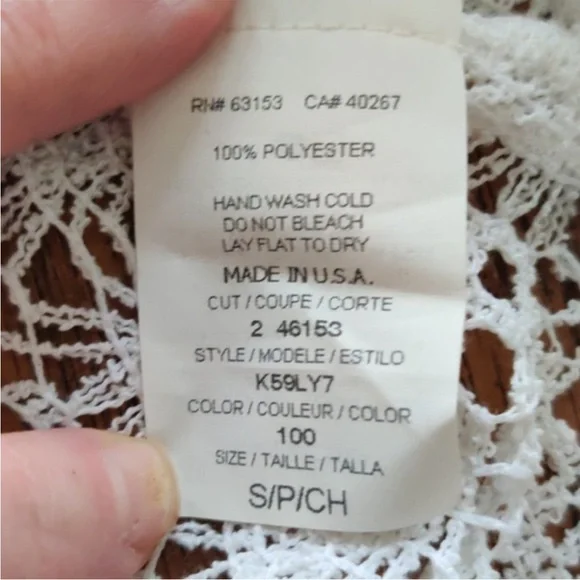 RN# 63153 CA# 40267
100% POLYESTER
HAND WASH COLD
DO NOT BLEACH
LAY FLAT TO DRY
MADE IN U.S.A.
CUT / COUPE / CORTE
2 46153
STYLE / MODELE / ESTILO
K59LY7
COLOR / COULEUR / COLOR
100
SIZE / TAILLE / TALLA
S/P/CH